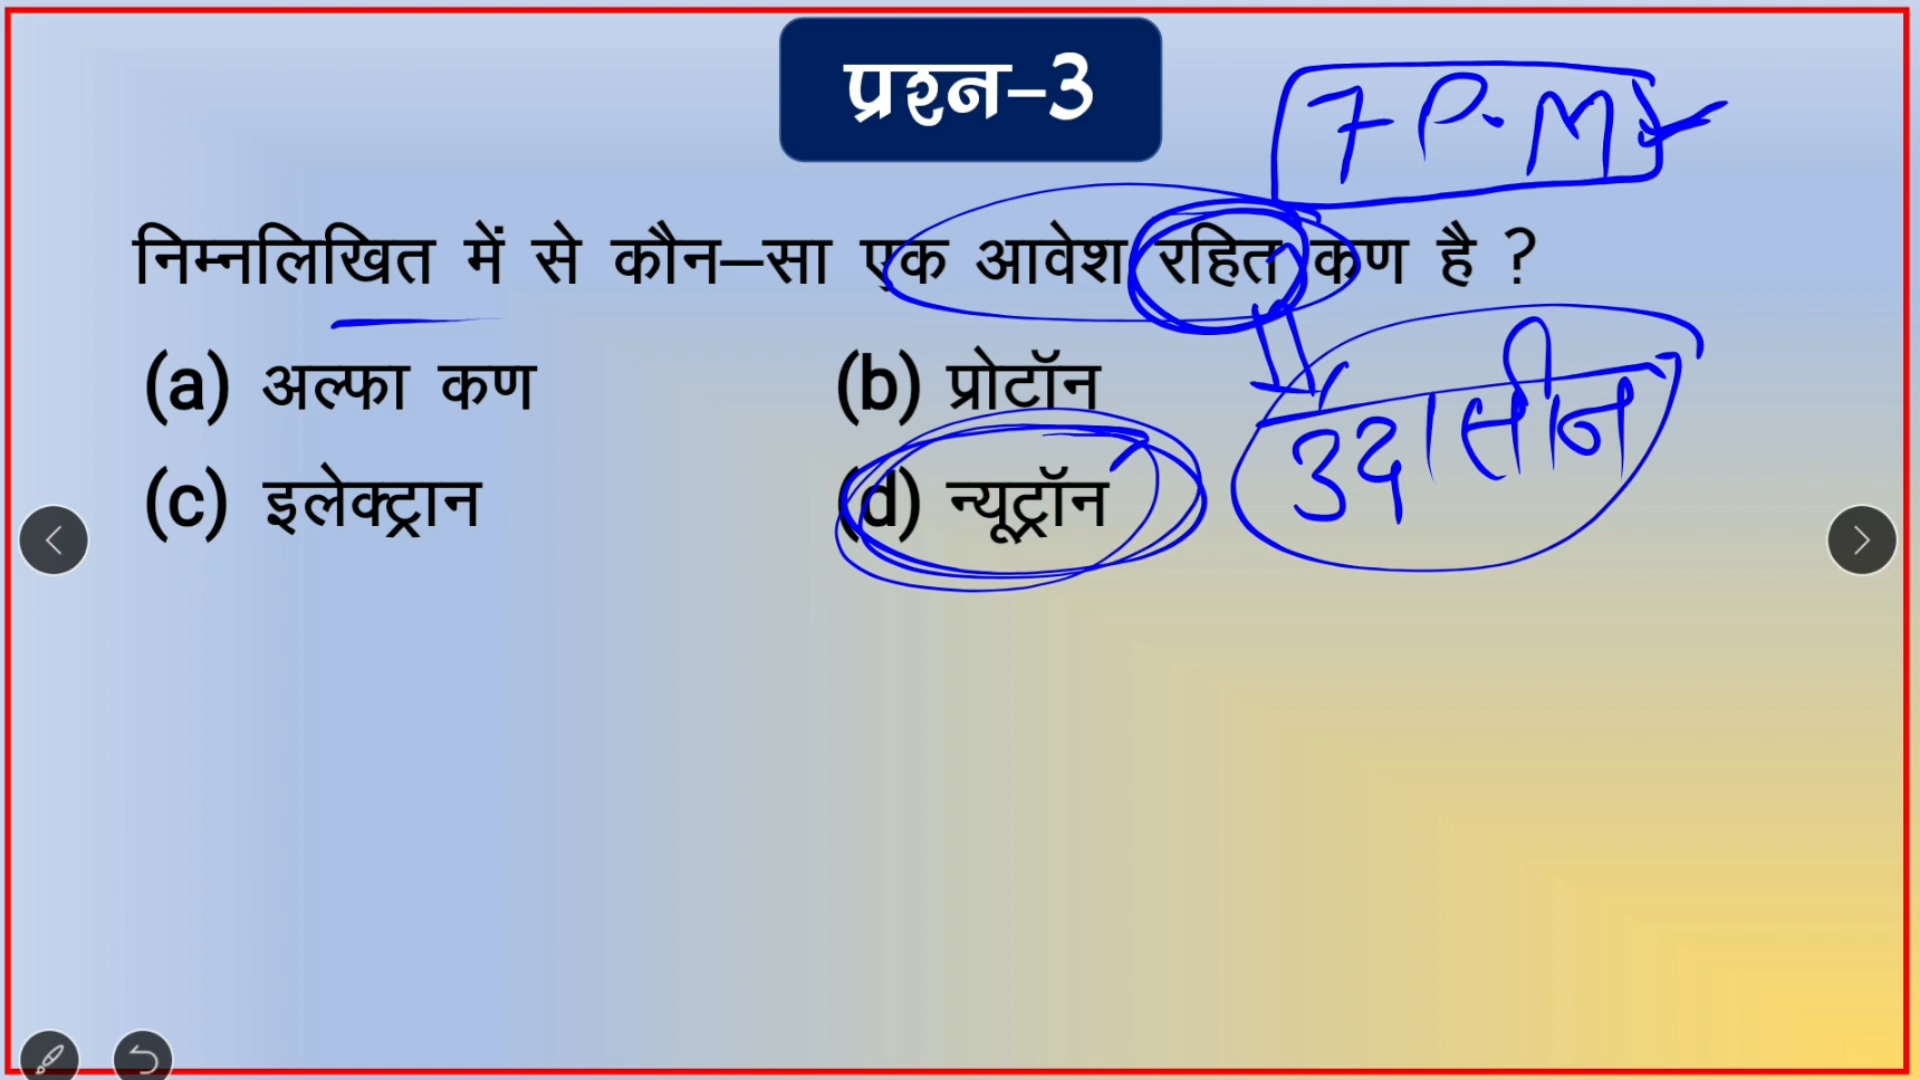 प्रश्न–3
7 P.M
निम्नलिखित में से कौन–सा एक आवेश रहित कण है ?
(a) अल्फा कण
(b) प्रोटॉन
उदासीन
(c) इलेक्ट्रान
(d) न्यूट्रॉन